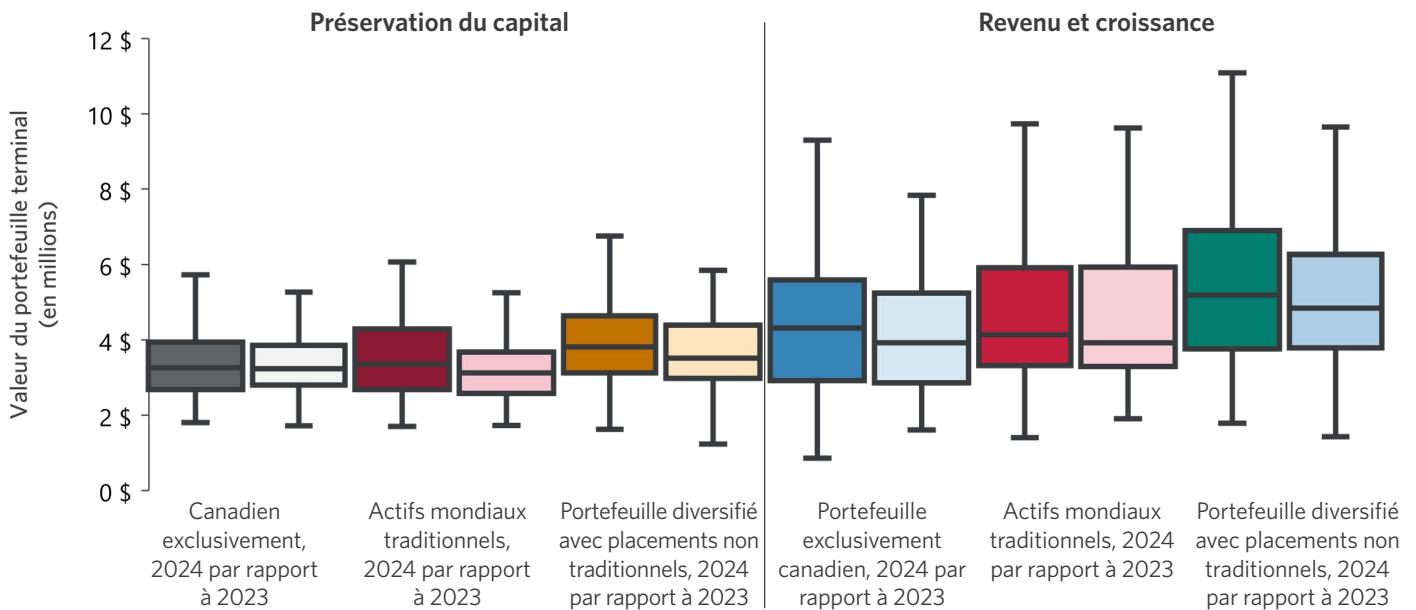 Préservation du capital
Revenu et croissance
Valeur du portefeuille terminal
(en millions)
12 $
10 $
8 $
6 $
4 $
2 $
0 $
Canadien
exclusivement,
2024 par rapport
à 2023
Actifs mondiaux
traditionnels,
2024 par rapport
à 2023
Portefeuille diversifié
avec placements non
traditionnels, 2024
par rapport à 2023
Portefeuille
exclusivement
canadien, 2024 par
rapport à 2023
Actifs mondiaux
traditionnels, 2024
par rapport à 2023
Portefeuille diversifié
avec placements non
traditionnels, 2024
par rapport à 2023